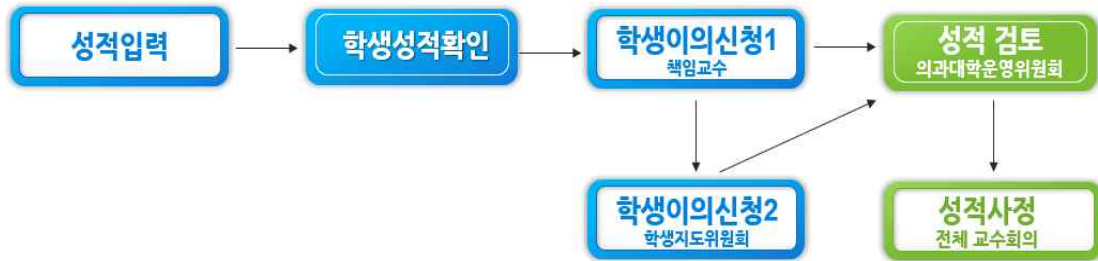 성적입력
학생성적확인
학생이의신청1
책임교수
성적 검토
의과대학운영위원회
학생이의신청2
학생지도위원회
성적사정
전체 교수회의